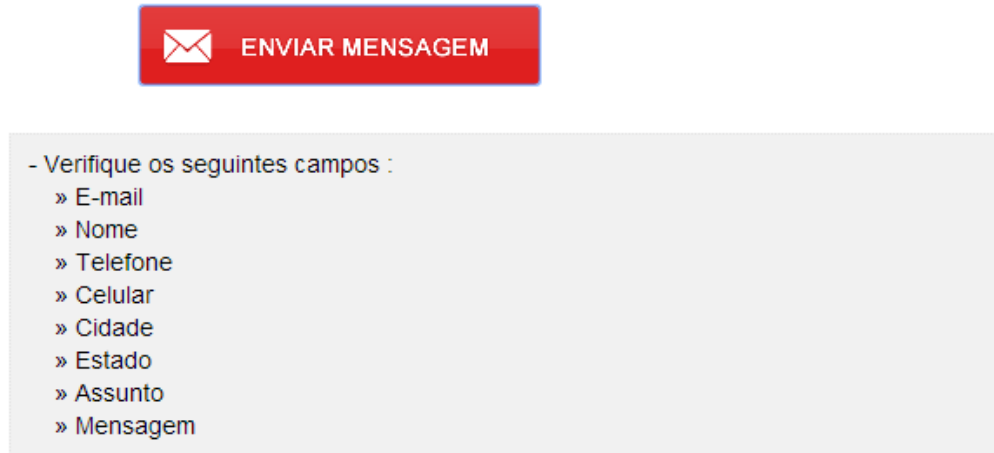 ENVIAR MENSAGEM
- Verifique os seguintes campos :
» E-mail
» Nome
» Telefone
» Celular
» Cidade
» Estado
» Assunto
» Mensagem